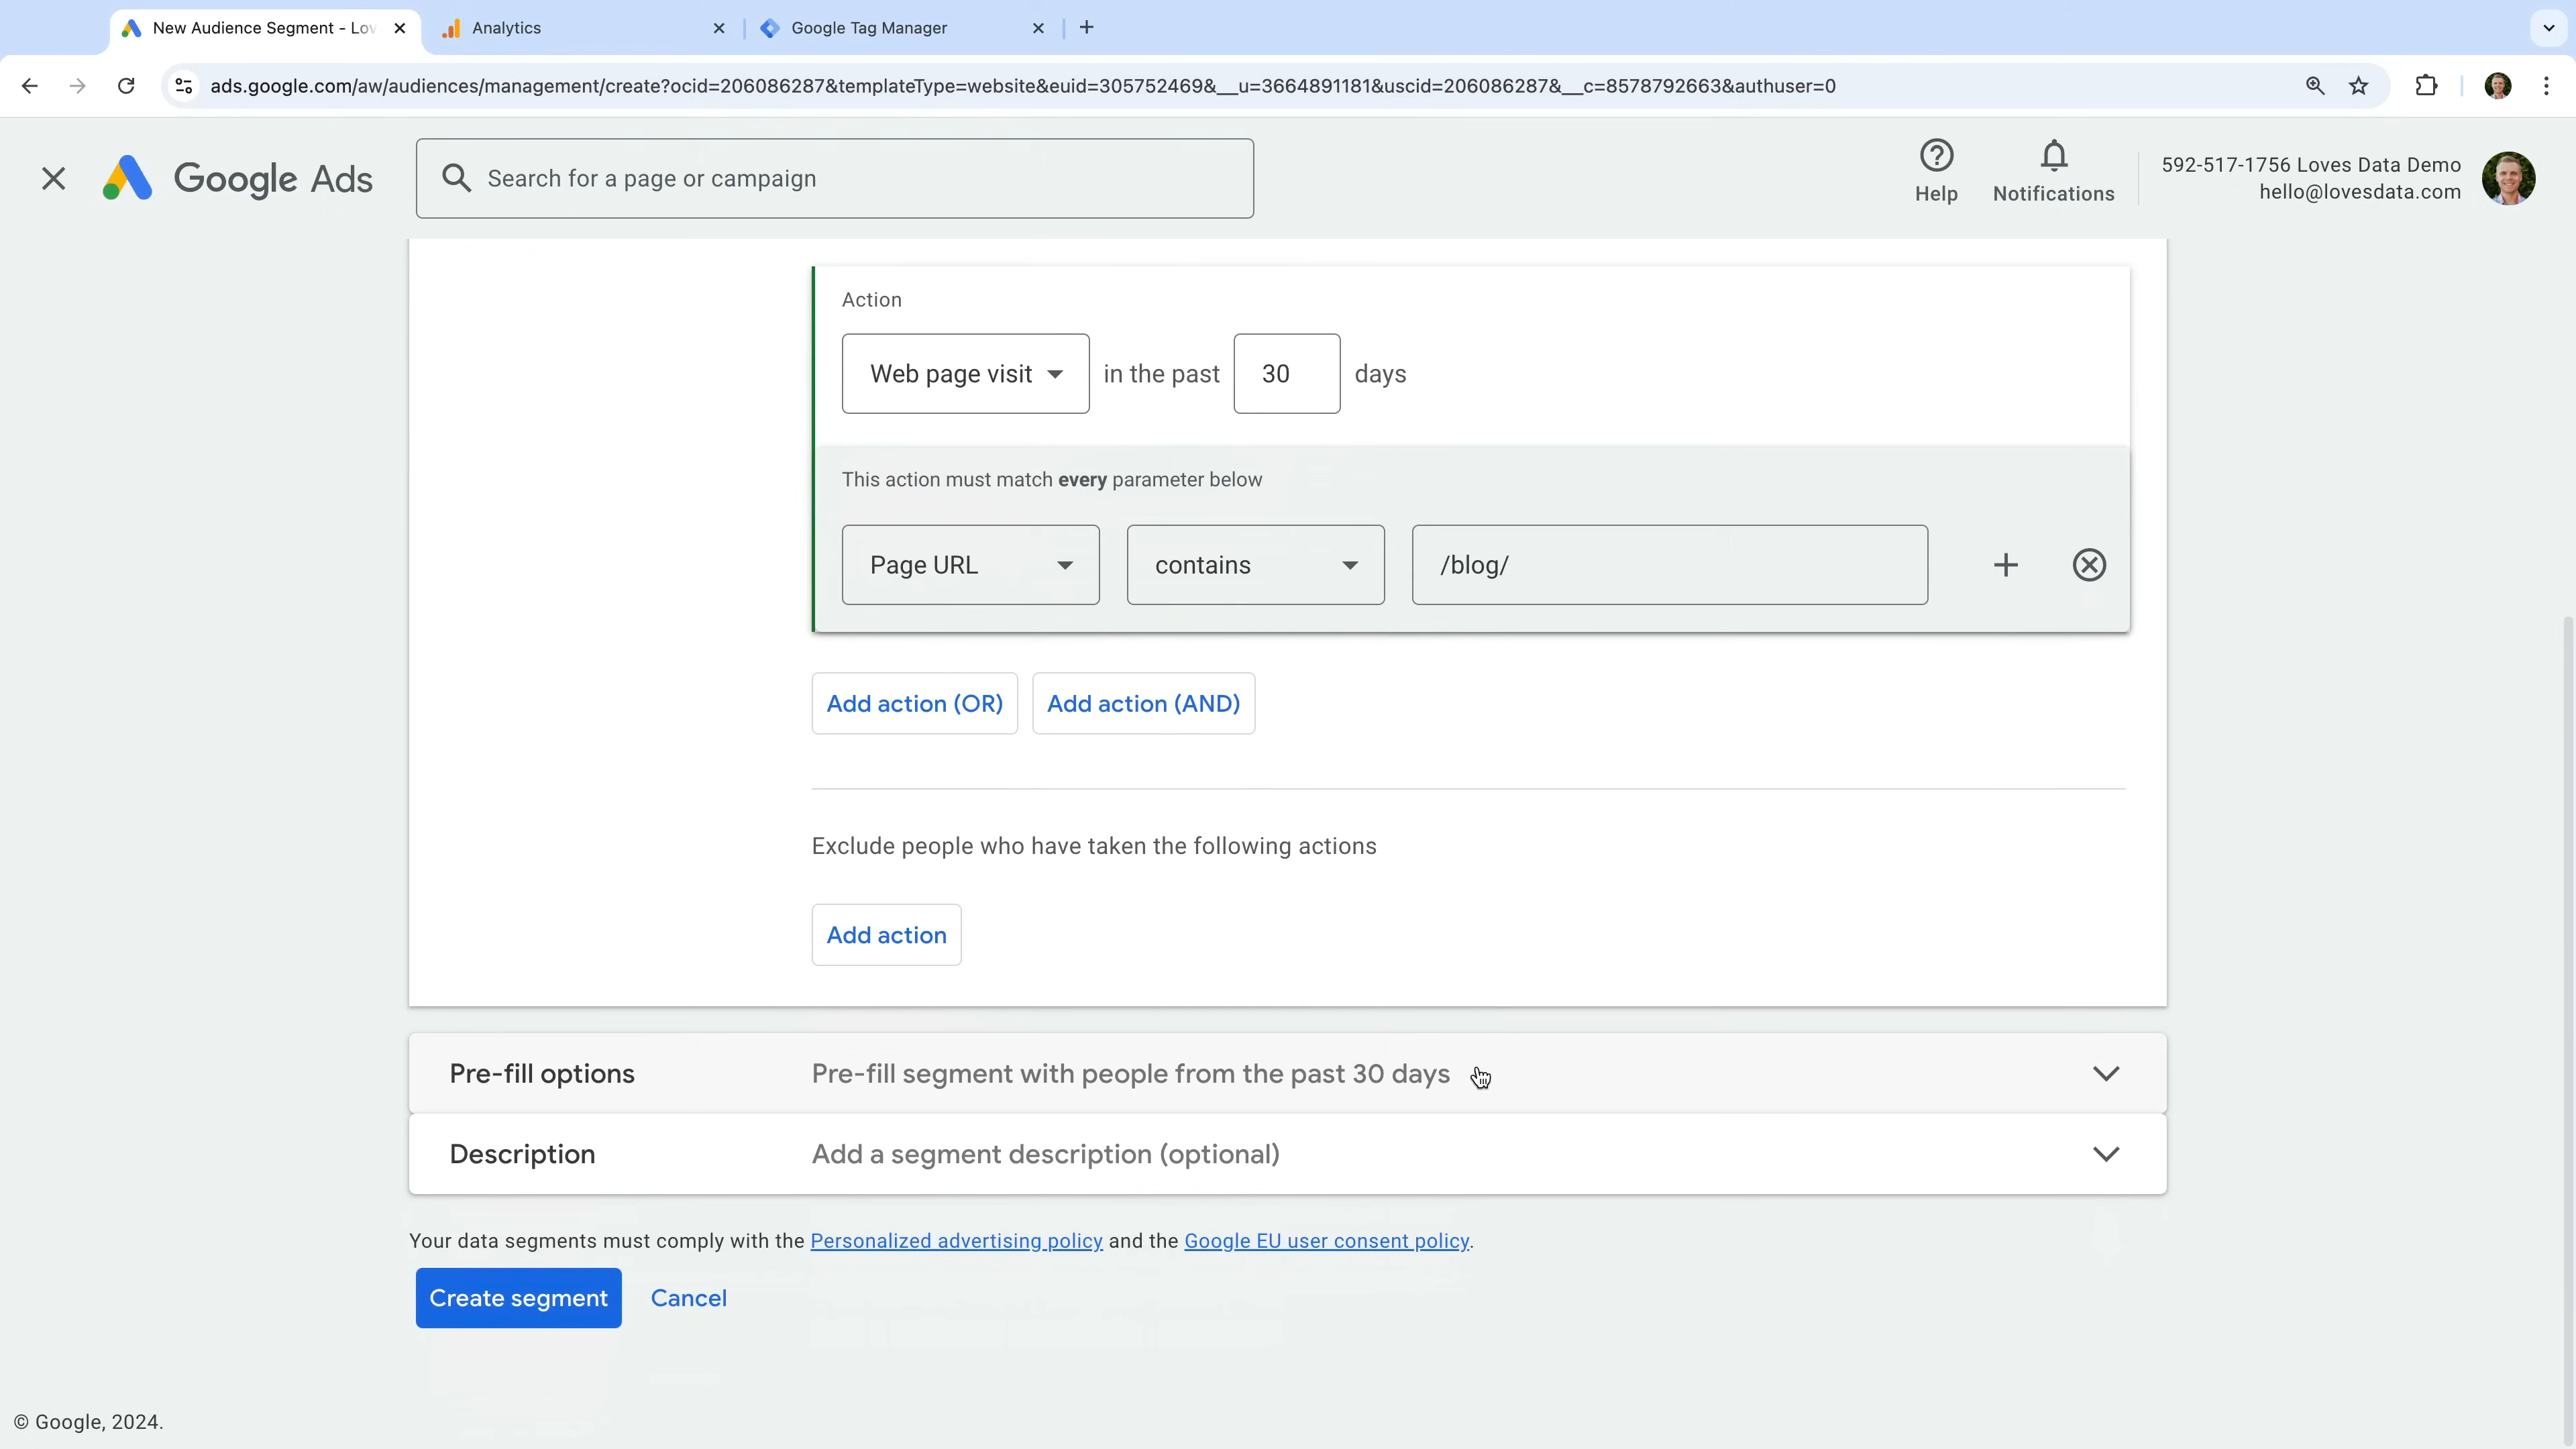 New Audience Segment - Lov
Analytics
Google Tag Manager
ads.google.com/aw/audiences/management/create?ocid=206086287&templateType=website&euid=305752469&__u=3664891181&uscid=206086287&__c=8578792663&authuser=0
Google Ads
Search for a page or campaign
Help
Notifications
592-517-1756 Loves Data Demo
hello@lovesdata.com
Action
Web page visit in the past 30 days
This action must match every parameter below
Page URL contains /blog/
Add action (OR) Add action (AND)
Exclude people who have taken the following actions
Add action
Pre-fill options Pre-fill segment with people from the past 30 days
Description Add a segment description (optional)
Your data segments must comply with the Personalized advertising policy and the Google EU user consent policy.
Create segment Cancel
© Google, 2024.